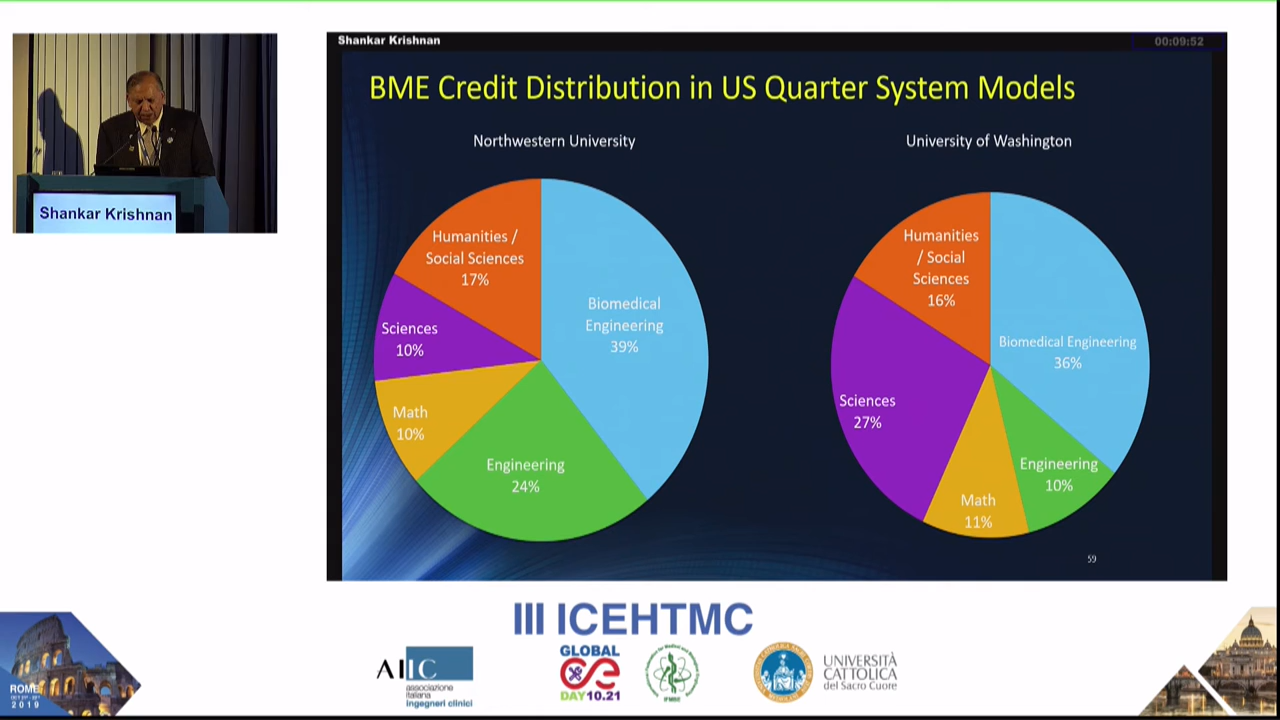 Shankar Krishnan
00:09:52
BME Credit Distribution in US Quarter System Models
Northwestern University
University of Washington
Humanities /
Social Sciences
17%
Biomedical
Engineering
39%
Sciences
10%
Math
10%
Engineering
24%
Humanities
/ Social
Sciences
16%
Biomedical Engineering
36%
Sciences
27%
Engineering
10%
Math
11%
59
Shankar Krishnan
III ICEHTMC
AIIC
associazione
italiana
ingegneri clinici
GLOBAL
CE
DAY 10.21
IFMBE
UNIVERSITÀ
CATTOLICA
del Sacro Cuore
ROME
2019